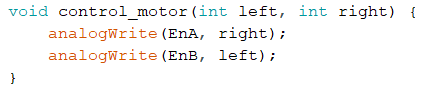 void control_motor(int left, int right) {
    analogWrite(EnA, right);
    analogWrite(EnB, left);
}